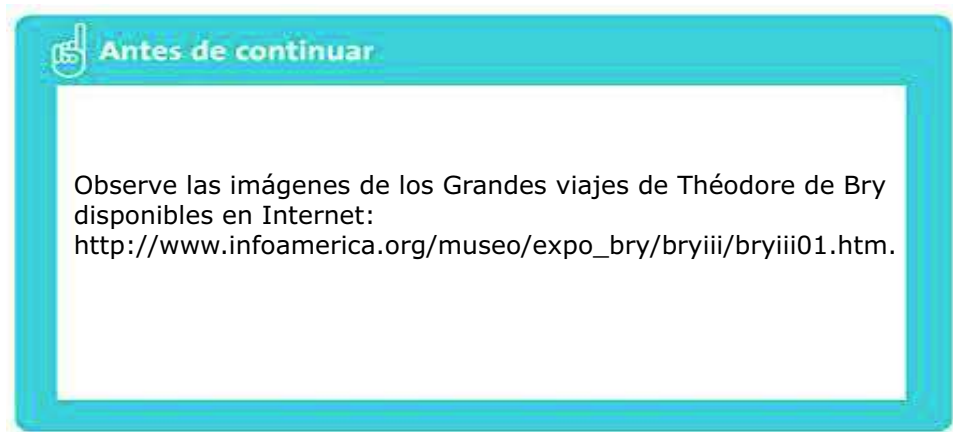 Antes de continuar
Observe las imágenes de los Grandes viajes de Théodore de Bry
disponibles en Internet:
http://www.infoamerica.org/museo/expo_bry/bryiii/bryiii01.htm.